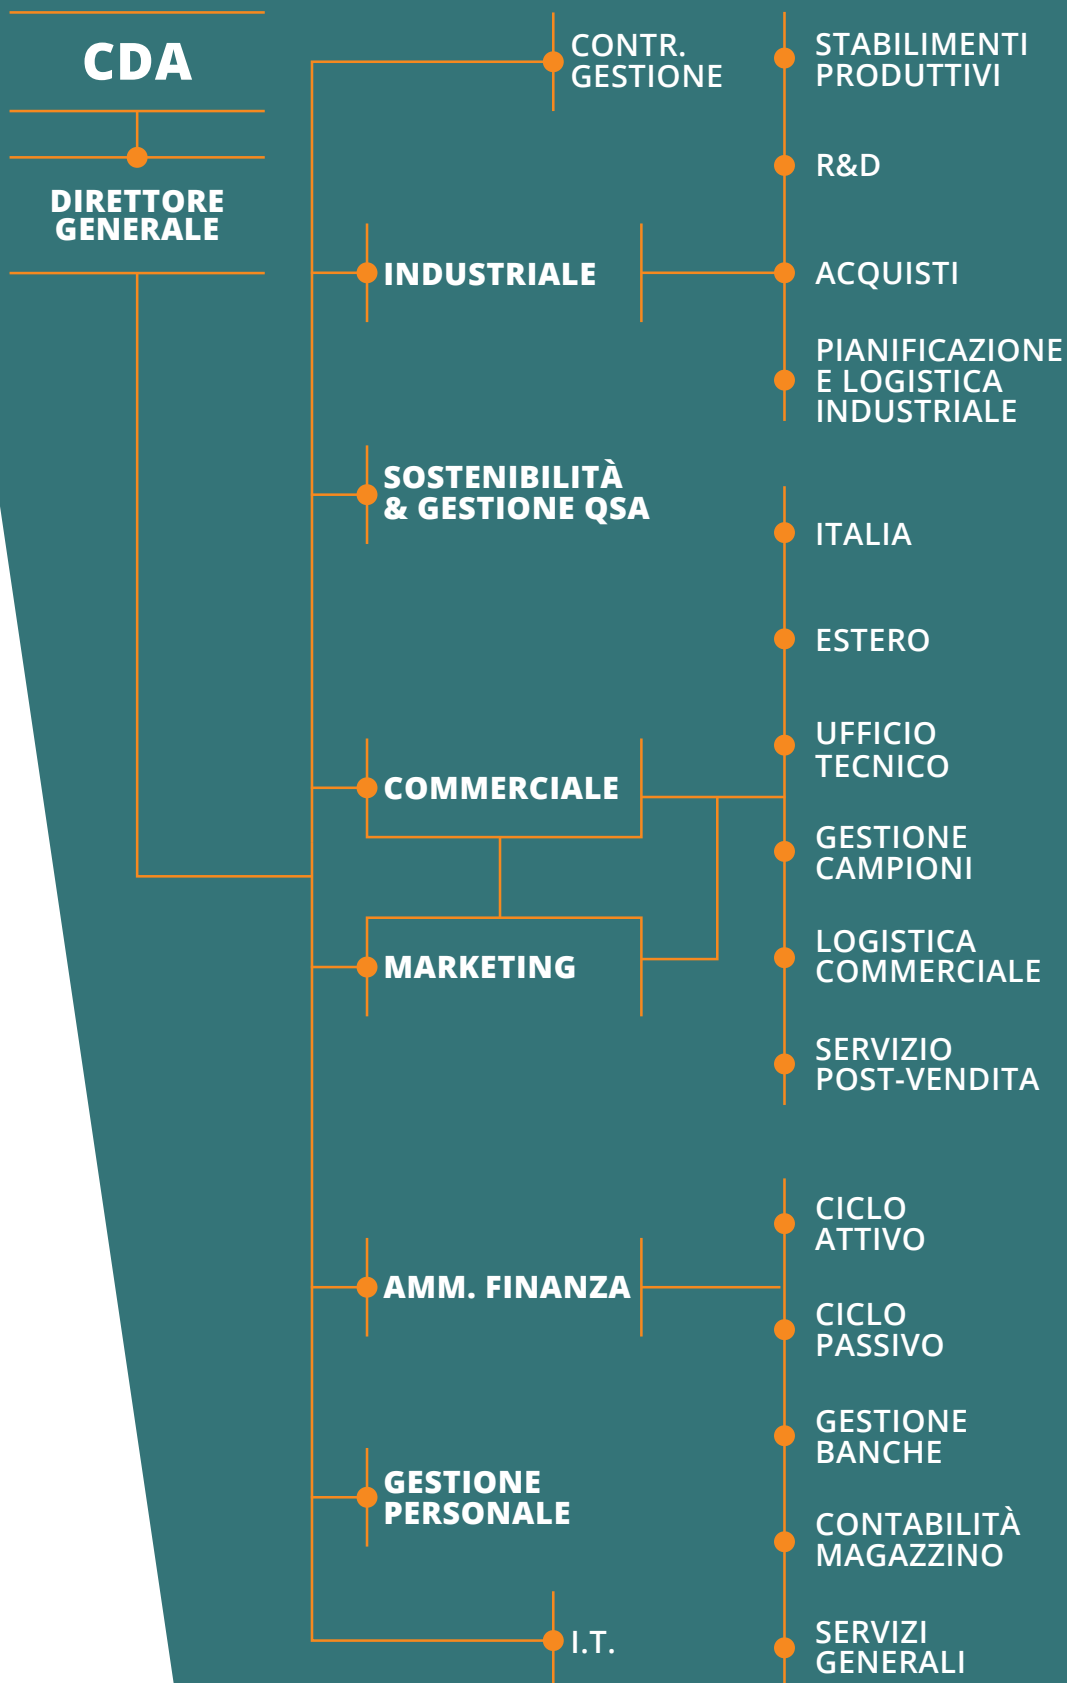 CDA
DIRETTORE
GENERALE
CONTR.
GESTIONE
INDUSTRIALE
STABILIMENTI
PRODUTTIVI
R&D
ACQUISTI
PIANIFICAZIONE
E LOGISTICA
INDUSTRIALE
SOSTENIBILITÀ
& GESTIONE QSA
COMMERCIALE
MARKETING
ITALIA
ESTERO
UFFICIO
TECNICO
GESTIONE
CAMPIONI
LOGISTICA
COMMERCIALE
SERVIZIO
POST-VENDITA
AMM. FINANZA
CICLO
ATTIVO
CICLO
PASSIVO
GESTIONE
BANCHE
CONTABILITÀ
MAGAZZINO
SERVIZI
GENERALI
GESTIONE
PERSONALE
I.T.